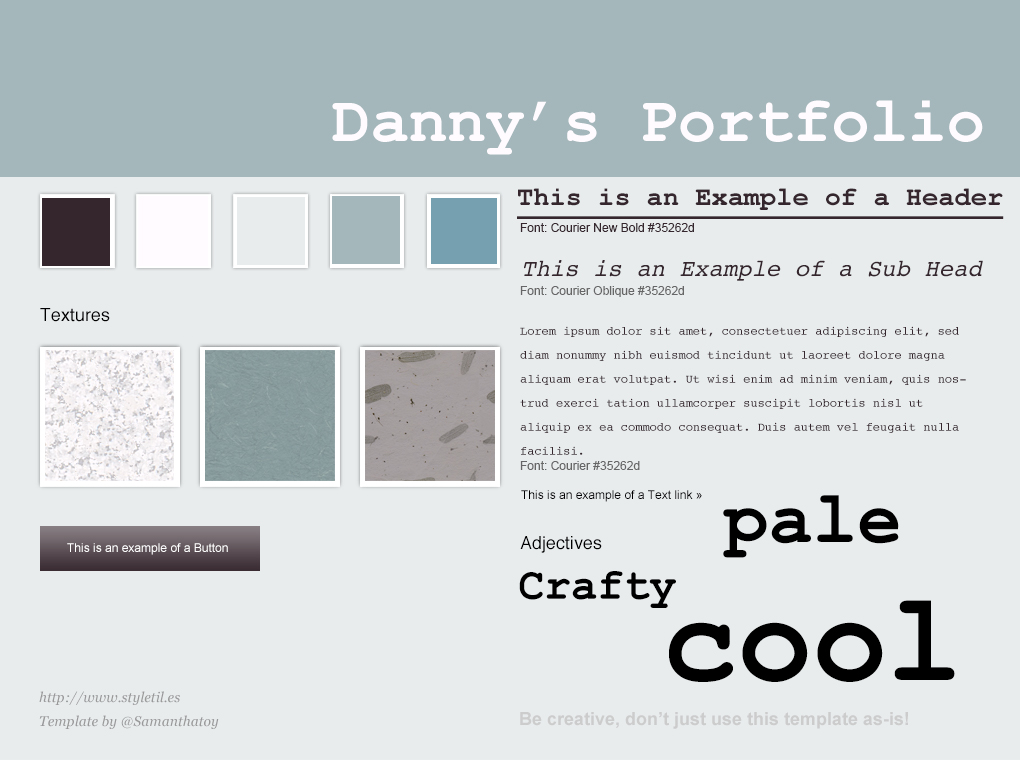 Danny’s Portfolio
This is an Example of a Header
Font: Courier New Bold #35262d
This is an Example of a Sub Head
Font: Courier Oblique #35262d
Textures
Lorem ipsum dolor sit amet, consectetuer adipiscing elit, sed
diam nonummy nibh euismod tincidunt ut laoreet dolore magna
aliquam erat volutpat. Ut wisi enim ad minim veniam, quis nos-
trud exerci tation ullamcorper suscipit lobortis nisl ut
aliquip ex ea commodo consequat. Duis autem vel feugait nulla
facilisi.
Font: Courier #35262d
This is an example of a Text link »
This is an example of a Button
Adjectives
pale
Crafty
cool
http://www.styletil.es
Template by @Samanthatoy
Be creative, don’t just use this template as-is!